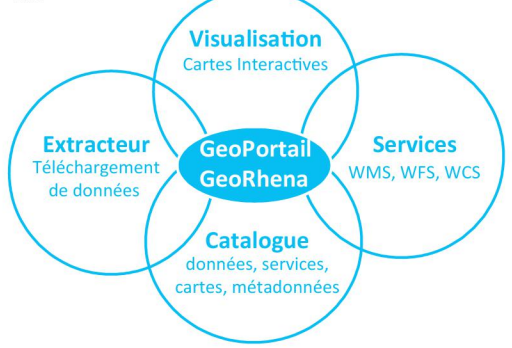 Visualisation
Cartes Interactives
Extracteur
Téléchargement
de données
GeoPortail
GeoRhena
Services
WMS, WFS, WCS
Catalogue
données, services,
cartes, métadonnées